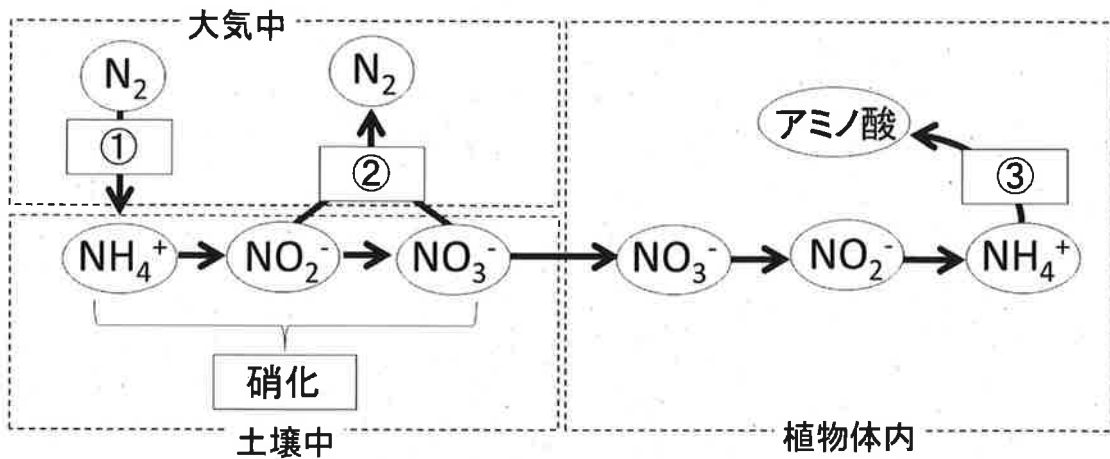 大気中
N₂
N₂
①
②
アミノ酸
③
NH₄⁺
NO₂⁻
NO₃⁻
NO₃⁻
NO₂⁻
NH₄⁺
硝化
土壌中
植物体内